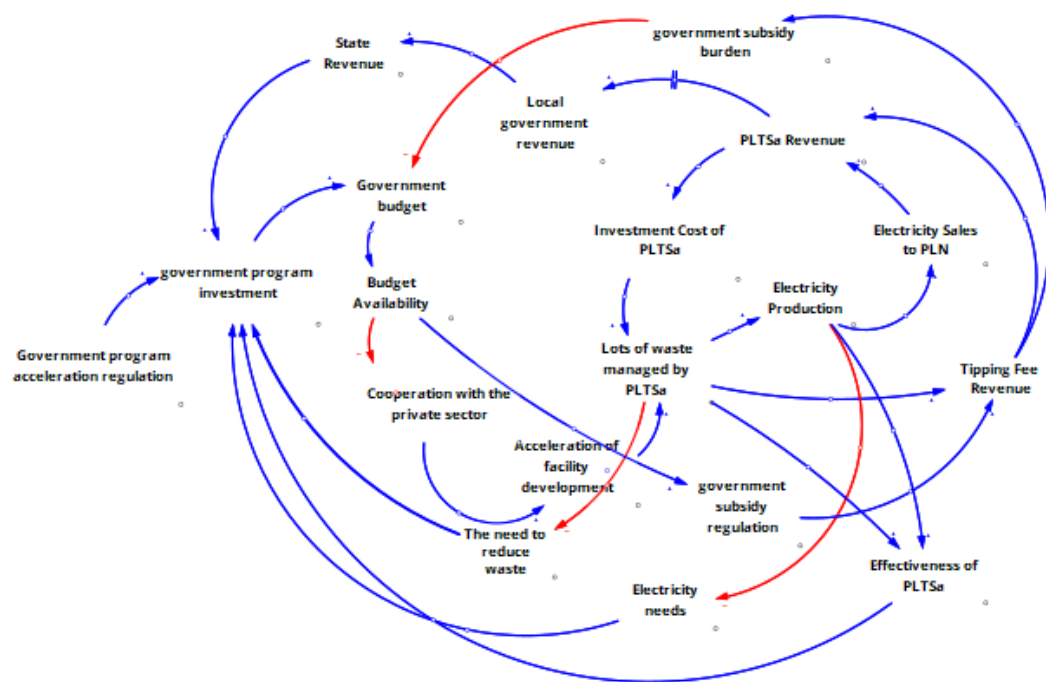 government subsidy
burden
State
Revenue
Local
government
revenue
PLTSa Revenue
Government
budget
Investment Cost of
PLTSa
Electricity Sales
to PLN
government program
investment
Budget
Availability
Electricity
Production
Government program
acceleration regulation
Lots of waste
managed by
PLTSa
Tipping Fee
Revenue
Cooperation with the
private sector
Acceleration of
facility
development
government
subsidy
regulation
The need to
reduce
waste
Effectiveness of
PLTSa
Electricity
needs